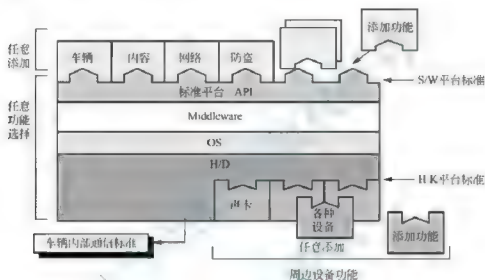 添加功能
任意
添加
车辆
内容
网络
防盗
S/W平台标准
标准平台 API
任意
功能
选择
Middleware
OS
H/D
H/K平台标准
声卡
各种
设备
任意添加
添加功能
车辆内部通信标准
周边设备功能